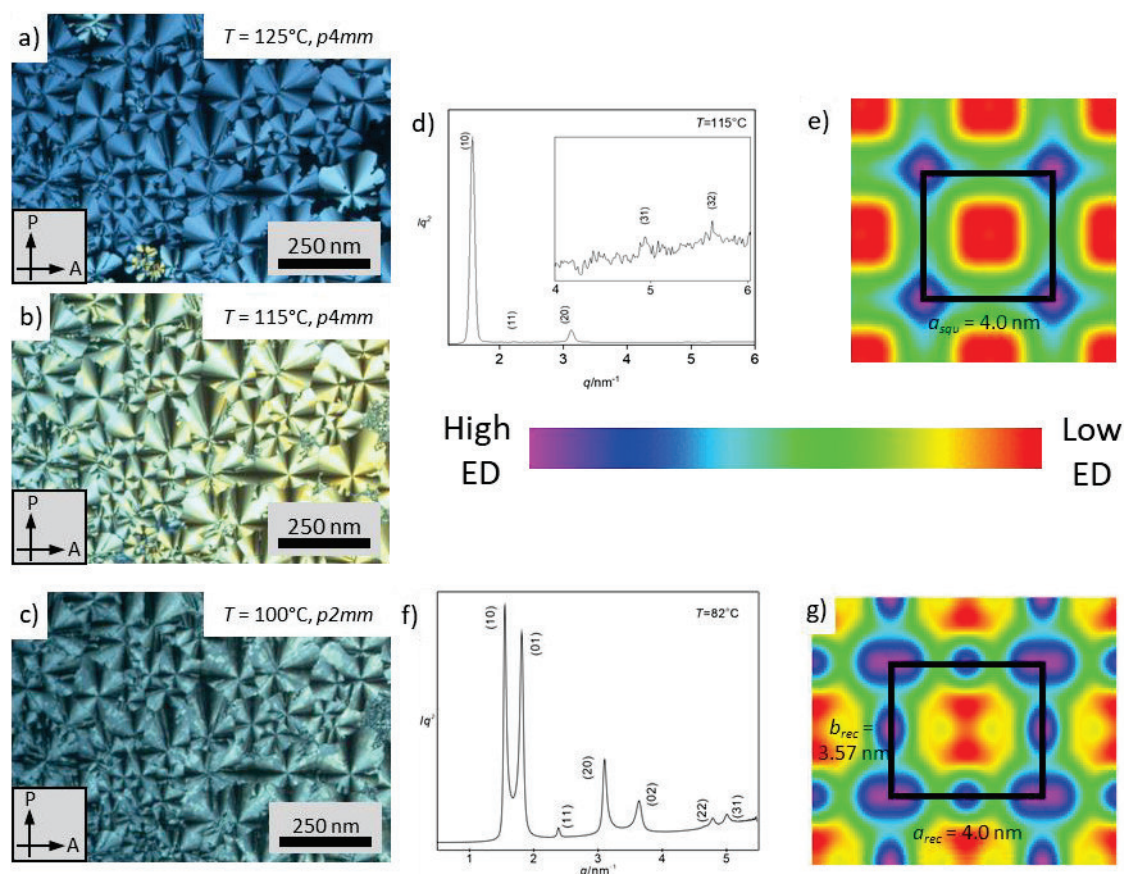 a)
T = 125°C, p4mm
P
A
250 nm
b)
T = 115°C, p4mm
P
A
250 nm
c)
T = 100°C, p2mm
P
A
250 nm
d)
T=115°C
(10)
(11)
(20)
(31)
(32)
4
5
6
Iq²
2
3
4
5
6
q/nm⁻¹
e)
a_squ = 4.0 nm
High
ED
Low
ED
f)
T=82°C
(10)
(01)
(11)
(20)
(02)
(22)
(31)
Iq²
1
2
3
4
5
q/nm⁻¹
g)
b_rec =
3.57 nm
a_rec = 4.0 nm